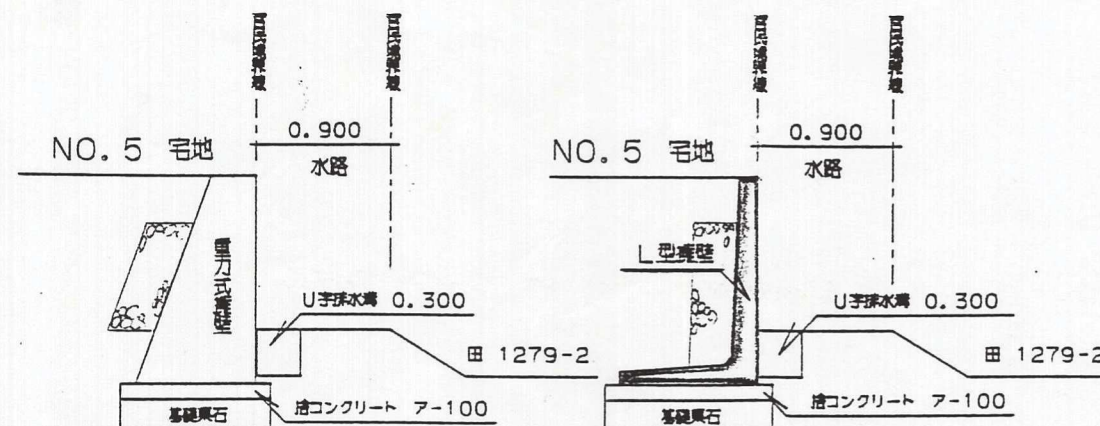 NO. 5 宅地
0.900
水路
重力式擁壁
U字排水溝 0.300
田 1279-2
捨コンクリート ア-100
基礎栗石
NO. 5 宅地
0.900
水路
L型擁壁
U字排水溝 0.300
田 1279-2
捨コンクリート ア-100
基礎栗石